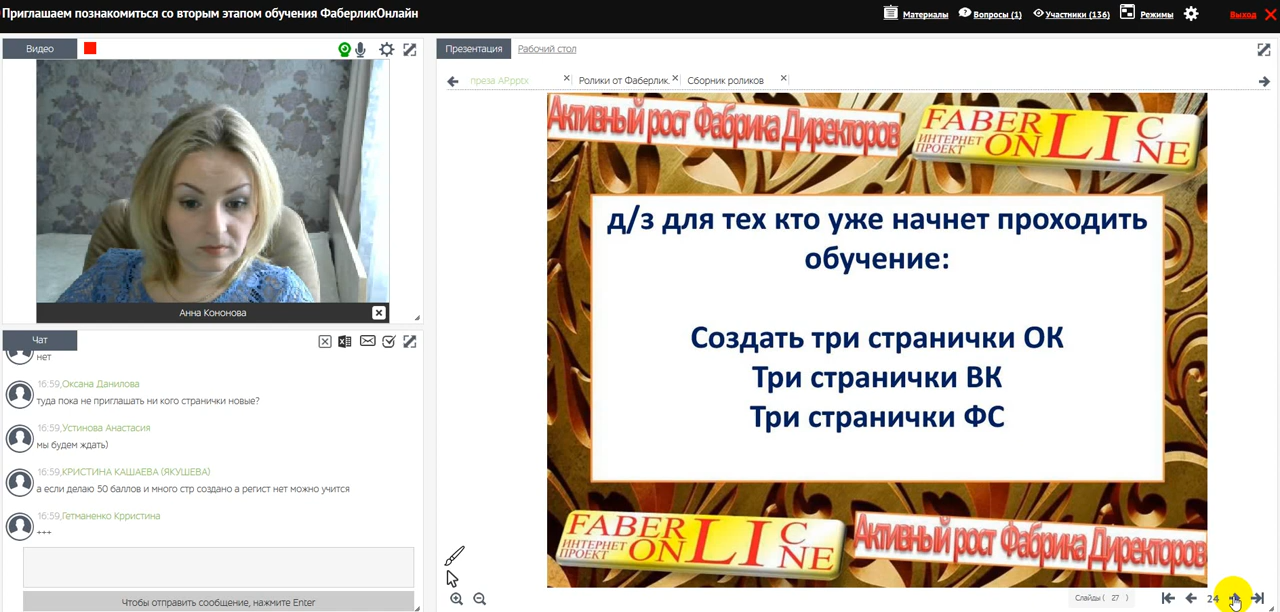 Приглашаем познакомиться со вторым этапом обучения ФаберликОнлайн
Материалы
Вопросы (1)
Участники (136)
Режимы
Выход
Видео
Анна Кононова
Чат
нет
16:59,Оксана Данилова
туда пока не приглашать ни кого странички новые?
16:59,Устинова Анастасия
мы будем ждать)
16:59,КРИСТИНА КАШАЕВА (ЯКУШЕВА)
а если делаю 50 баллов и много стр создано а регист нет можно учится
16:59,Гетманенко Крристина
+++
Чтобы отправить сообщение, нажмите Enter
Презентация
Рабочий стол
преза АРpptx
Ролики от Фаберлик.
Сборник роликов
Активный рост Фабрика Директоров
FABERLIC
ИНТЕРНЕТ ПРОЕКТ ONLINE
д/з для тех кто уже начнет проходить
обучение:
Создать три странички ОК
Три странички ВК
Три странички ФС
FABERLIC
ИНТЕРНЕТ ПРОЕКТ ONLINE
Активный рост Фабрика Директоров
Слайды ( 27 )
24